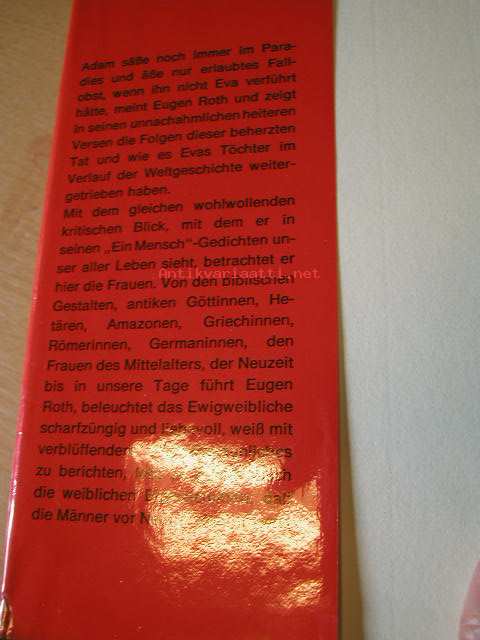 Adam säße noch immer im Para-
dies und äße nur erlaubtes Fall-
obst, wenn ihn nicht Eva verführt
hätte, meint Eugen Roth und zeigt
in seinen unnachahmlichen heiteren
Versen die Folgen dieser beherzten
Tat und wie es Evas Töchter im
Verlauf der Weltgeschichte weiter-
getrieben haben.
Mit dem gleichen wohlwollenden
kritischen Blick, mit dem er in
seinen „Ein Mensch"-Gedichten un-
ser aller Leben sieht, betrachtet er
Antikvariaatti.net
hier die Frauen. Von den biblischen
Gestalten, antiken Göttinnen, He-
tären, Amazonen, Griechinnen,
Römerinnen, Germaninnen, den
Frauen des Mittelalters, der Neuzeit
bis in unsere Tage führt Eugen
Roth, beleuchtet das Ewigweibliche
scharfzüngig und liebevoll, weiß mit
verblüffenden
zu berichten,
die weiblichen
die Männer vor